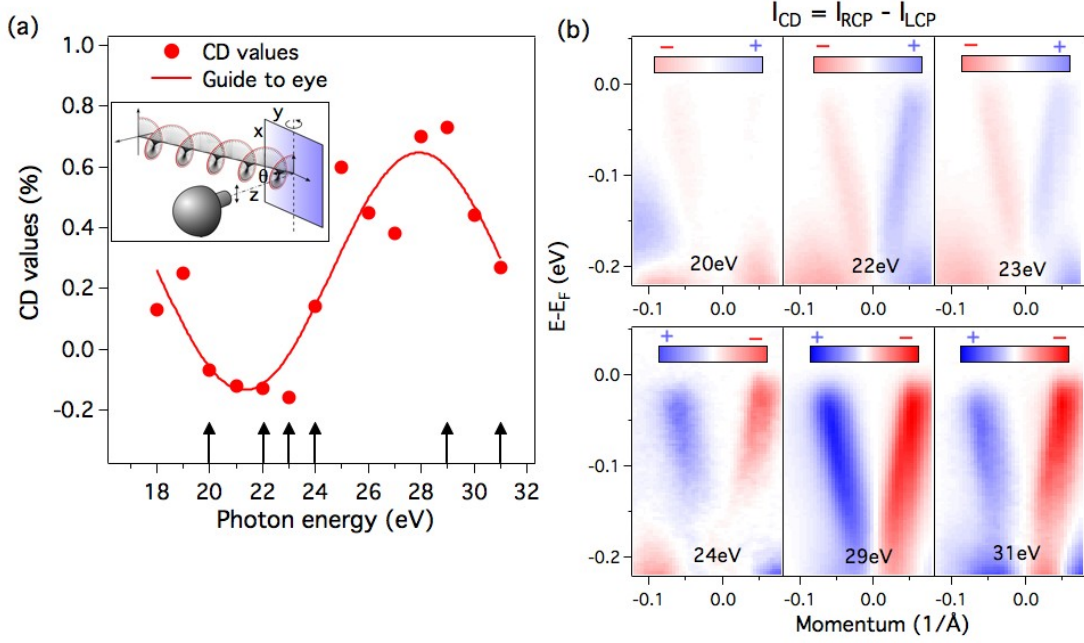 (a)
CD values
Guide to eye
1.0
0.8
0.6
0.4
0.2
0.0
-0.2
CD values (%)
y
x
θ
z
18 20 22 24 26 28 30 32
Photon energy (eV)
I_CD = I_RCP - I_LCP
(b)
− + − + − +
0.0
-0.1
-0.2
20eV 22eV 23eV
-0.1 0.0 -0.1 0.0 -0.1 0.0
E-E_F (eV)
+ − + − + −
0.0
-0.1
-0.2
24eV 29eV 31eV
-0.1 0.0 -0.1 0.0 -0.1 0.0
Momentum (1/Å)